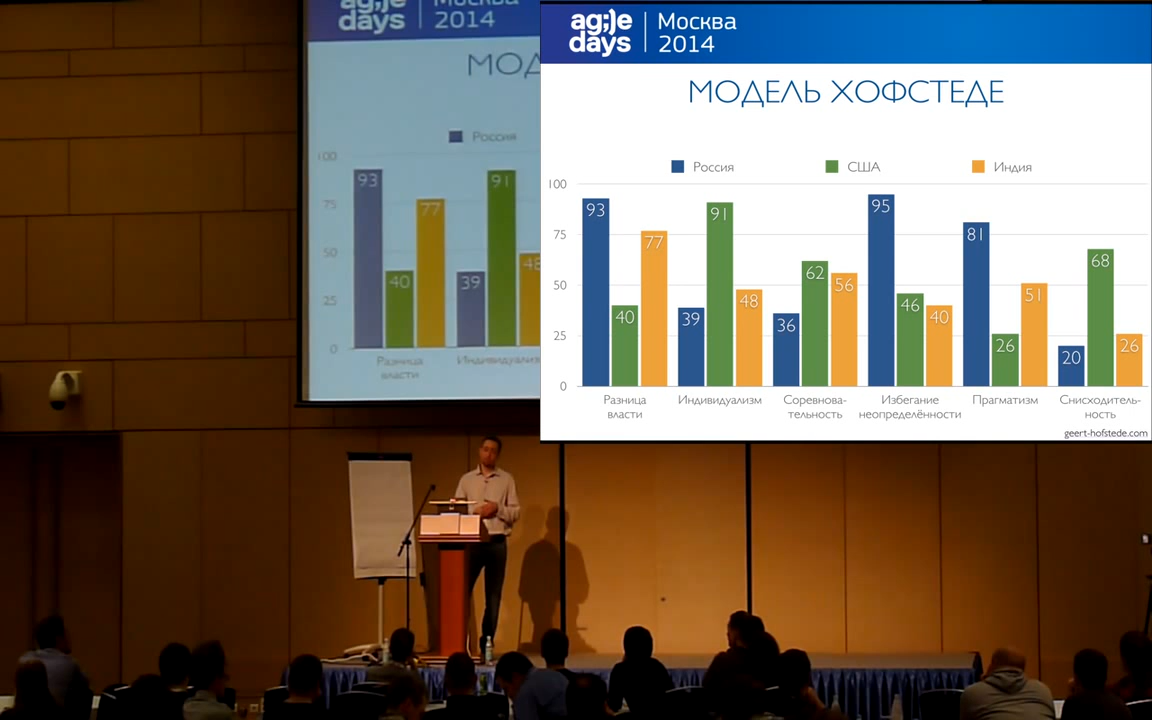 ag;le
days
Москва
2014
МОД
Россия
100
75
50
25
0
93
40
77
39
91
48
Разница
власти
Индивидуализ
ag;le
days
Москва
2014
МОДЕЛЬ ХОФСТЕДЕ
Россия
США
Индия
100
75
50
25
0
93
40
77
39
91
48
36
62
56
95
46
40
81
26
51
20
68
26
Разница
власти
Индивидуализм
Соревнова-
тельность
Избегание
неопределённости
Прагматизм
Снисходитель-
ность
geert-hofstede.com